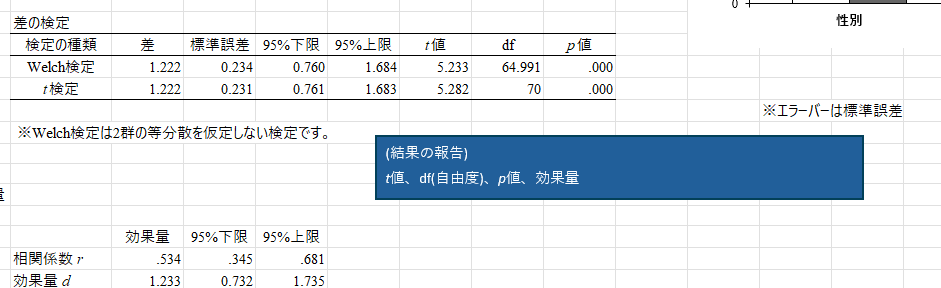 0
性別
差の検定
検定の種類 差 標準誤差 95%下限 95%上限 t値 df p値
Welch検定 1.222 0.234 0.760 1.684 5.233 64.991 .000
t検定 1.222 0.231 0.761 1.683 5.282 70 .000
※エラーバーは標準誤差
※Welch検定は2群の等分散を仮定しない検定です。
(結果の報告)
t値、df(自由度)、p値、効果量
量
効果量 95%下限 95%上限
相関係数 r .534 .345 .681
効果量 d 1.233 0.732 1.735